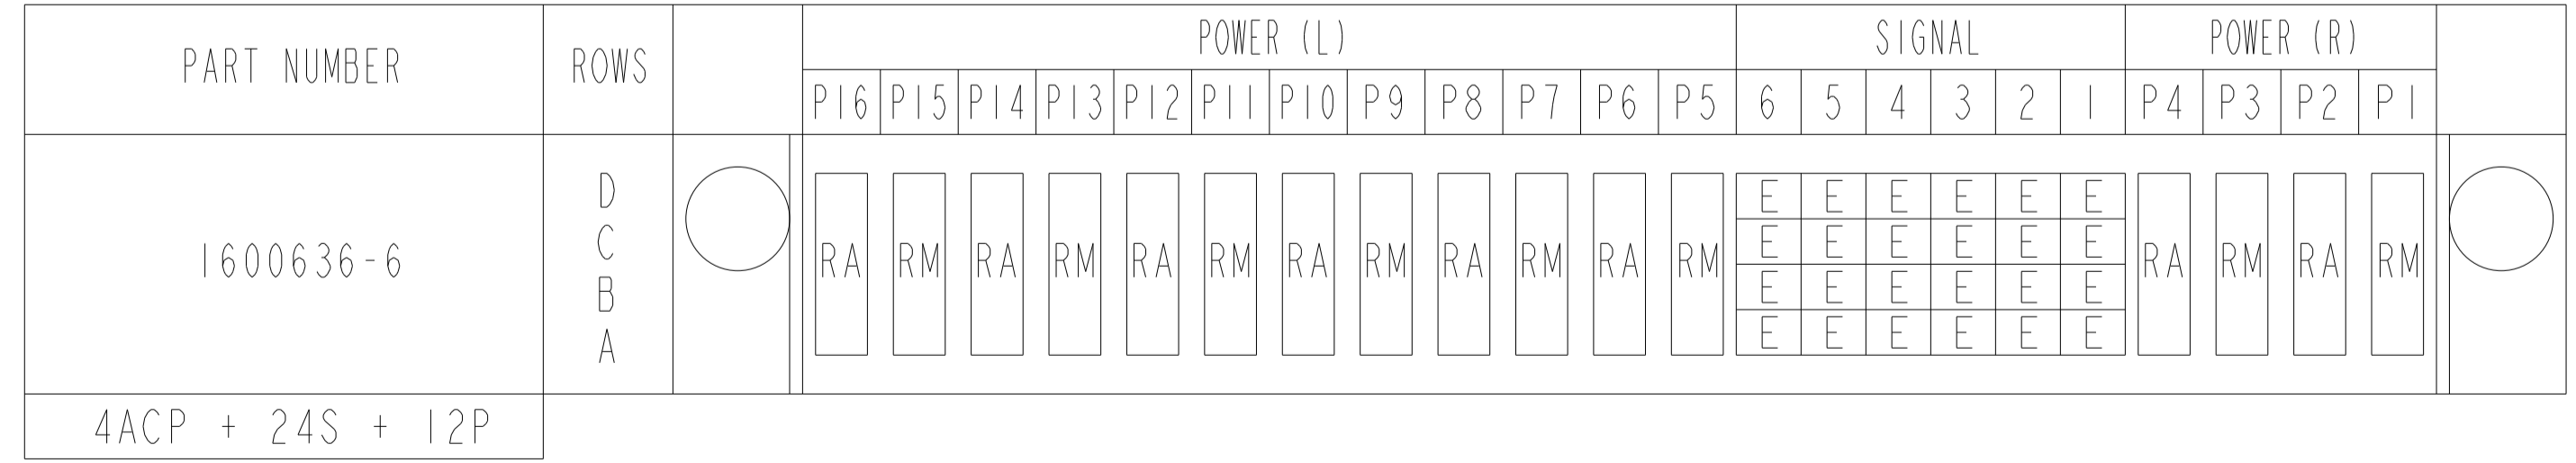 PART NUMBER ROWS POWER (L) SIGNAL POWER (R)
P16 P15 P14 P13 P12 P11 P10 P9 P8 P7 P6 P5 6 5 4 3 2 1 P4 P3 P2 P1
1600636-6
D E E E E E E
C E E E E E E
RA RM RA RM RA RM RA RM RA RM RA RM RA RM RA RM
B E E E E E E
A E E E E E E
4ACP + 24S + 12P